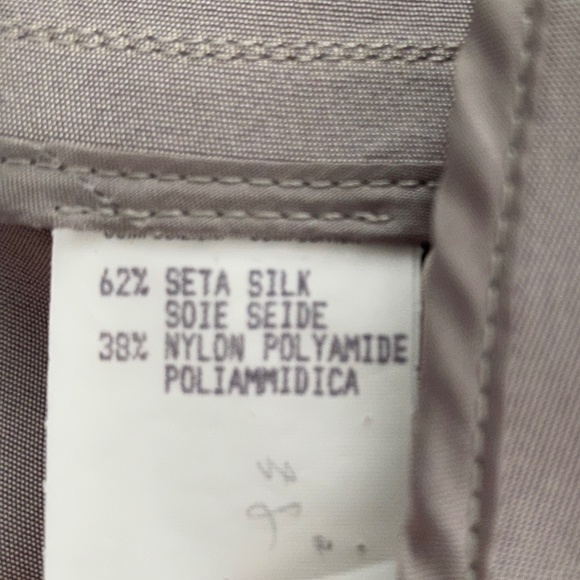 62% SETA SILK
SOIE SEIDE
38% NYLON POLYAMIDE
POLIAMMIDICA